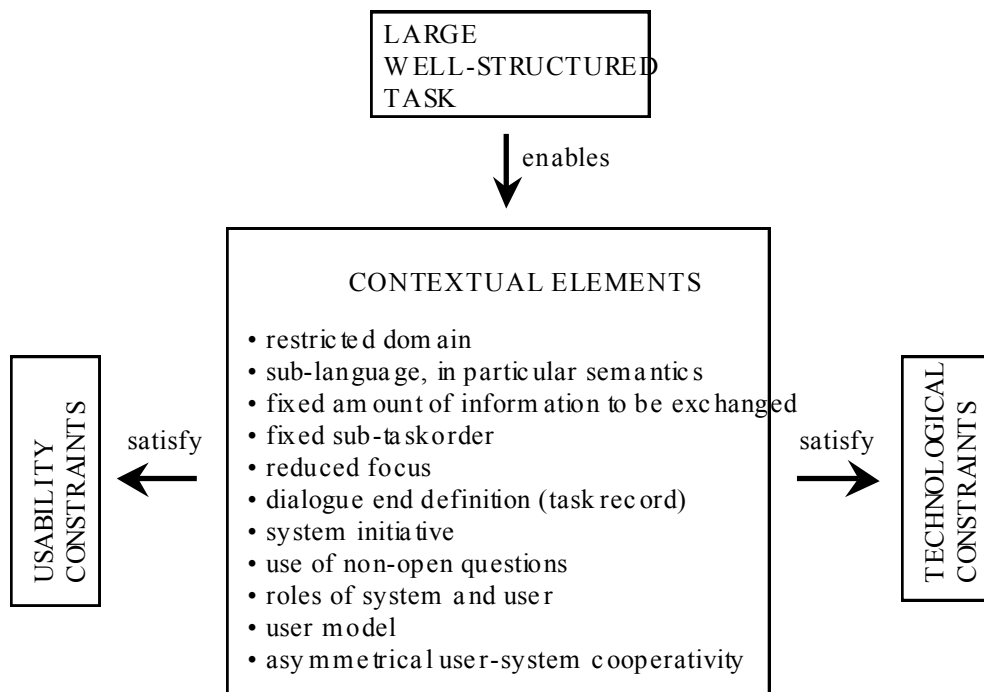 LARGE
WELL-STRUCTURED
TASK
enables
CONTEXTUAL ELEMENTS
• restricted domain
• sub-language, in particular semantics
• fixed amount of information to be exchanged
• fixed sub-taskorder
• reduced focus
• dialogue end definition (task record)
• system initiative
• use of non-open questions
• roles of system and user
• user model
• asymmetrical user-system cooperativity
satisfy
USABILITY
CONSTRAINTS
satisfy
TECHNOLOGICAL
CONSTRAINTS